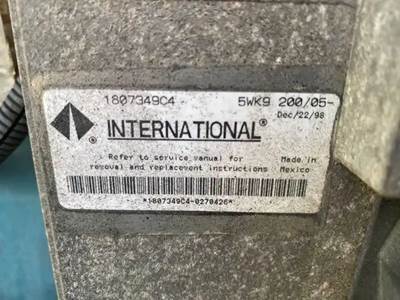 1807349C4 5WK9 200/05-
Dec/22/98
® INTERNATIONAL®
Refer to service manual for Made in
removal and replacement instructions Mexico
*1807349C4-0270426*